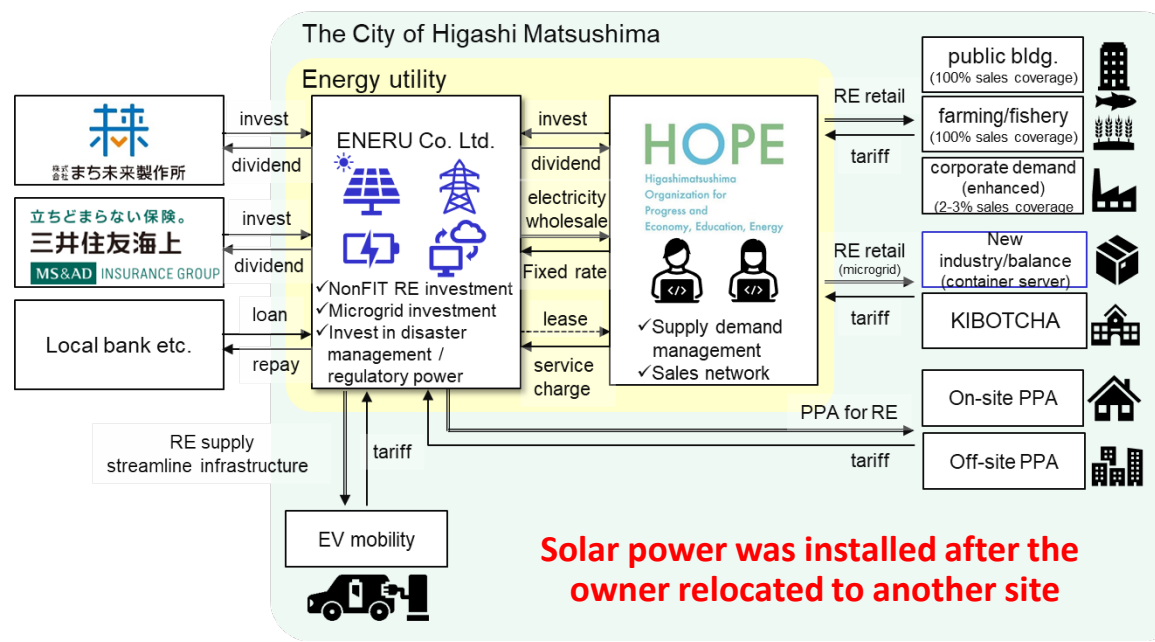 The City of Higashi Matsushima
Energy utility
株式会社まち未来製作所
立ちどまらない保険。
三井住友海上
MS&AD INSURANCE GROUP
Local bank etc.
invest
dividend
invest
dividend
loan
repay
ENERU Co. Ltd.
✓NonFIT RE investment
✓Microgrid investment
✓Invest in disaster
management /
regulatory power
invest
dividend
electricity
wholesale
Fixed rate
lease
service
charge
HOPE
Higashimatsushima
Organization for
Progress and
Economy, Education, Energy
</>
</>
✓Supply demand
management
✓Sales network
RE retail
tariff
RE retail
(microgrid)
tariff
PPA for RE
tariff
public bldg.
(100% sales coverage)
farming/fishery
(100% sales coverage)
corporate demand
(enhanced)
(2-3% sales coverage
New
industry/balance
(container server)
KIBOTCHA
On-site PPA
Off-site PPA
RE supply
streamline infrastructure
tariff
EV mobility
Solar power was installed after the
owner relocated to another site